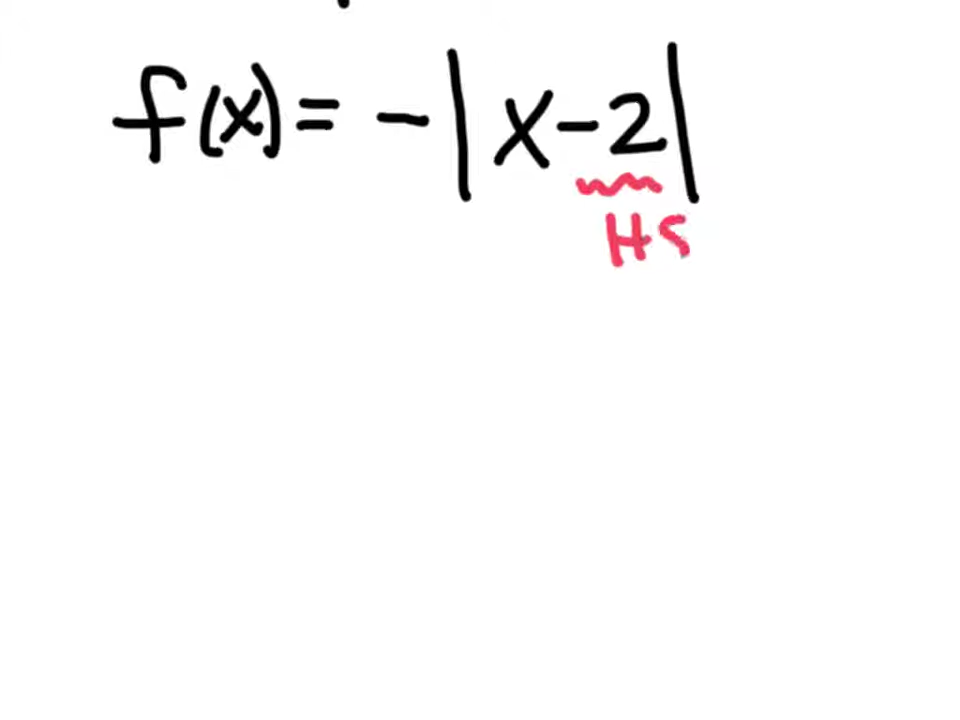 f(x) = -|x-2|
HS